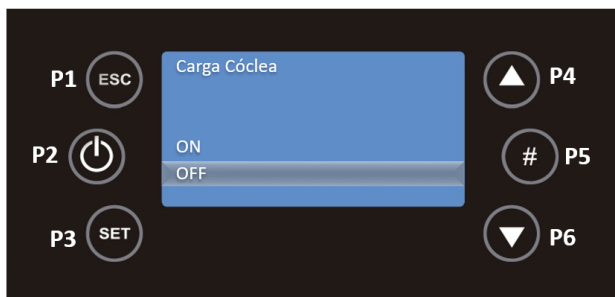 P1 ESC
Carga Cóclea
P4
P2
ON
# P5
OFF
P3 SET
P6